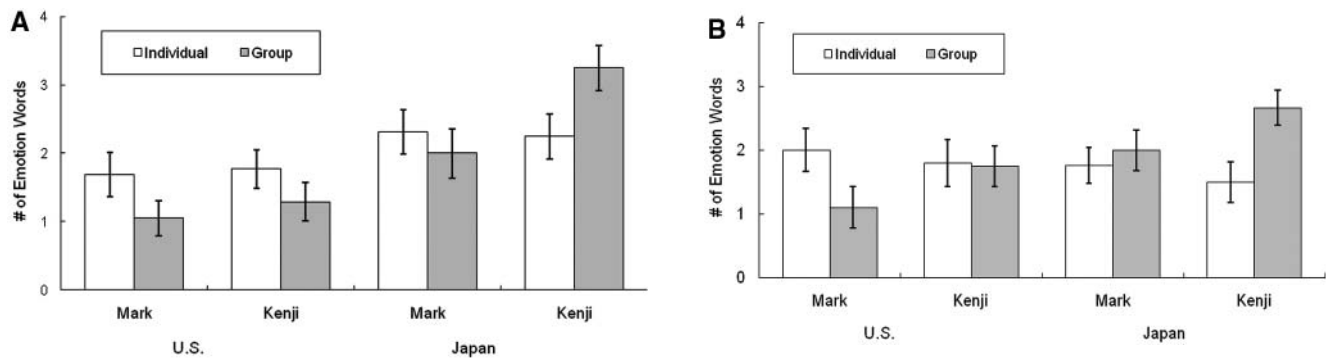 A
4
3
2
1
0
# of Emotion Words
Individual Group
Mark Kenji Mark Kenji
U.S. Japan
B
4
3
2
1
0
# of Emotion Words
Individual Group
Mark Kenji Mark Kenji
U.S. Japan